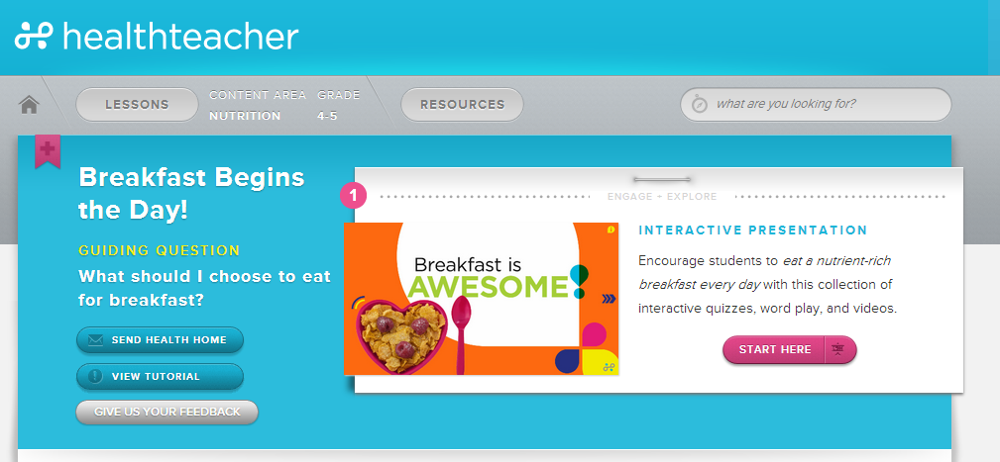 healthteacher
LESSONS
CONTENT AREA GRADE
NUTRITION 4-5
RESOURCES
what are you looking for?
Breakfast Begins
the Day!
GUIDING QUESTION
What should I choose to eat
for breakfast?
SEND HEALTH HOME
VIEW TUTORIAL
GIVE US YOUR FEEDBACK
1
ENGAGE + EXPLORE
Breakfast is
AWESOME!
INTERACTIVE PRESENTATION
Encourage students to eat a nutrient-rich
breakfast every day with this collection of
interactive quizzes, word play, and videos.
START HERE